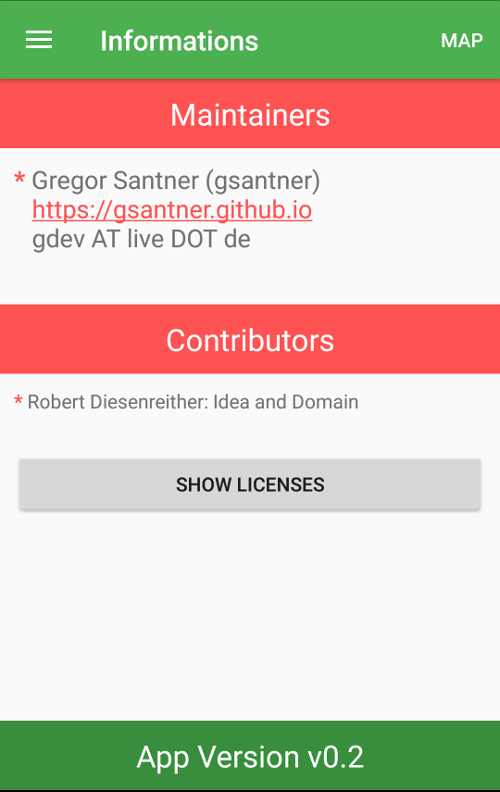 Informations
MAP
Maintainers
* Gregor Santner (gsantner)
https://gsantner.github.io
gdev AT live DOT de
Contributors
* Robert Diesenreither: Idea and Domain
SHOW LICENSES
App Version v0.2